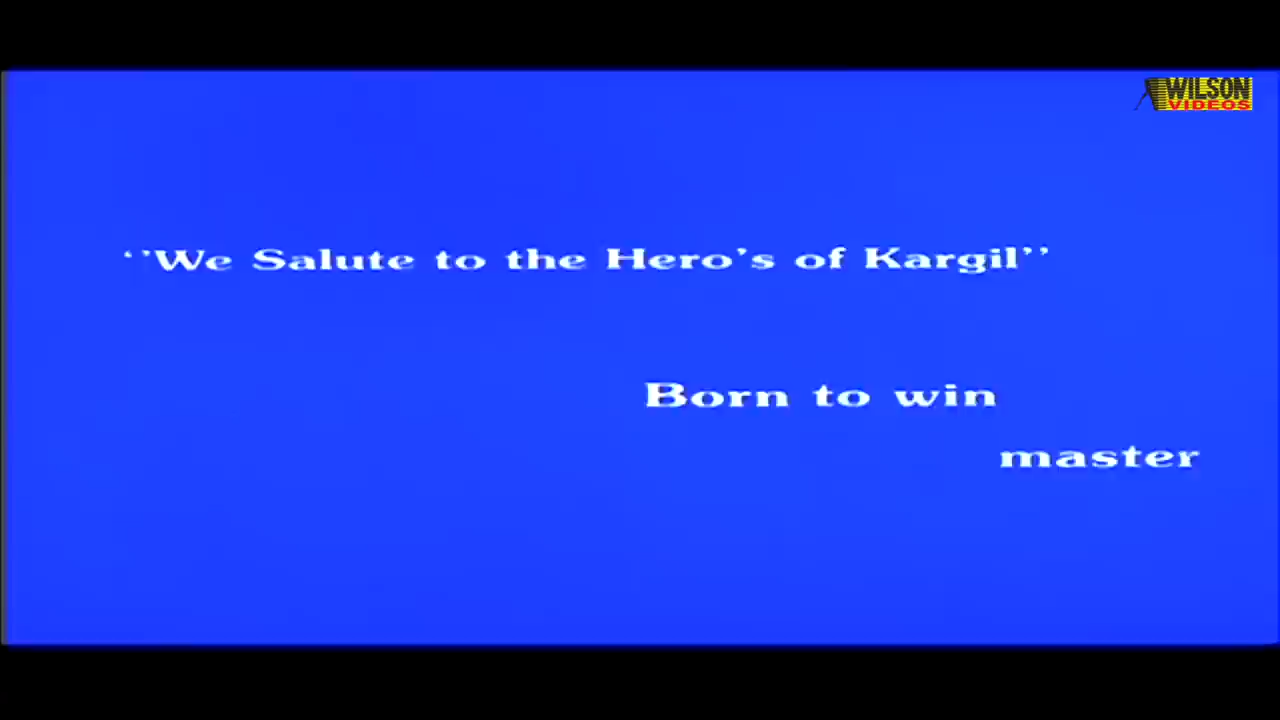 WILSON
VIDEOS
‘’We Salute to the Hero’s of Kargil’’
Born to win
master